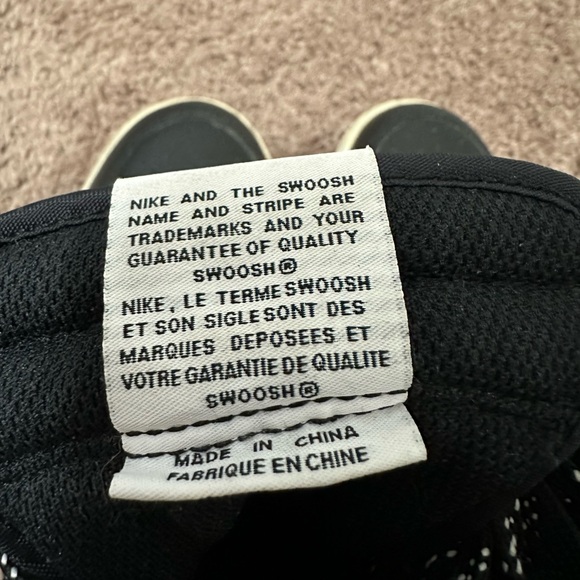 NIKE AND THE SWOOSH
NAME AND STRIPE ARE
TRADEMARKS AND YOUR
GUARANTEE OF QUALITY
SWOOSH®
NIKE, LE TERME SWOOSH
ET SON SIGLE SONT DES
MARQUES DEPOSEES ET
VOTRE GARANTIE DE QUALITE
SWOOSH®
MADE IN CHINA
FABRIQUE EN CHINE